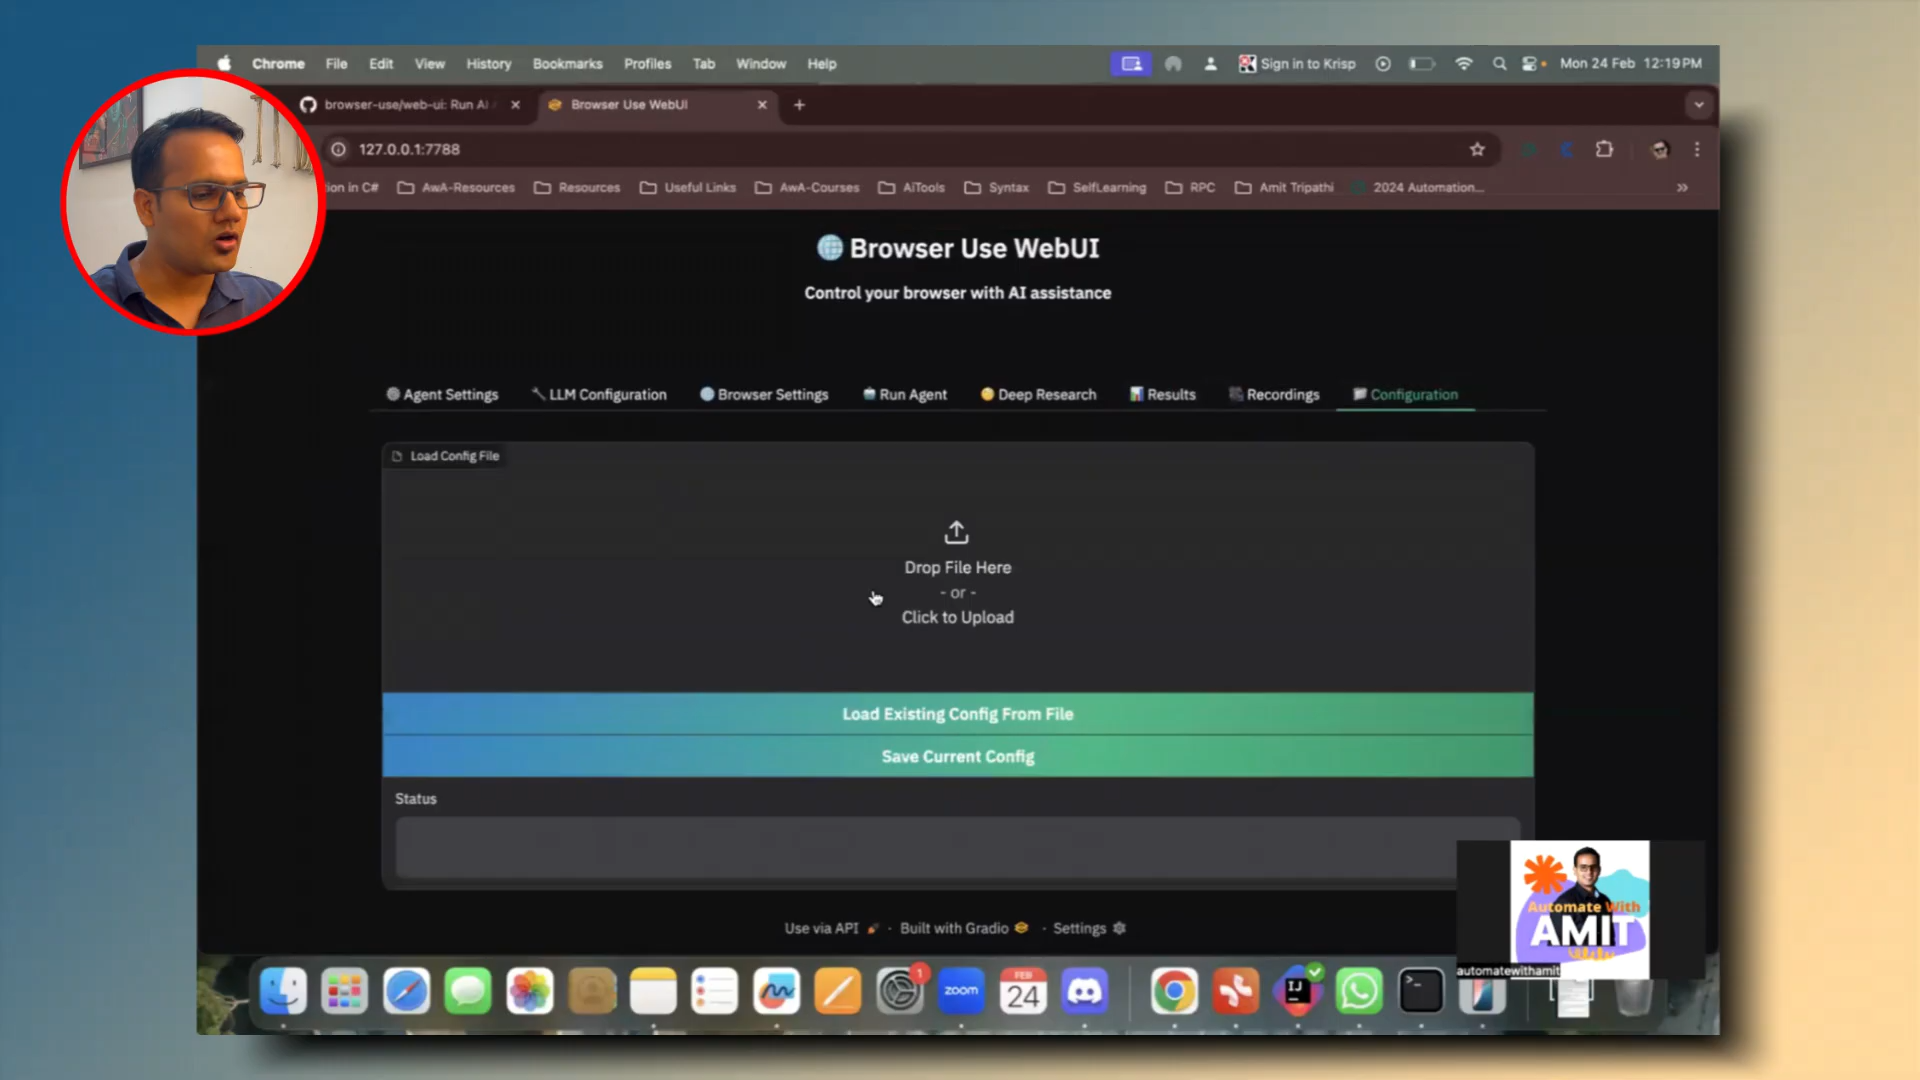 Chrome File Edit View History Bookmarks Profiles Tab Window Help Sign in to Krisp Mon 24 Feb 12:19 PM
browser-use/web-ui: Run AI Browser Use WebUI
127.0.0.1:7788
ion in C# AwA-Resources Resources Useful Links AwA-Courses AiTools Syntax SelfLearning RPC Amit Tripathi 2024 Automation... »
Browser Use WebUI
Control your browser with AI assistance
Agent Settings LLM Configuration Browser Settings Run Agent Deep Research Results Recordings Configuration
Load Config File
Drop File Here
- or -
Click to Upload
Load Existing Config From File
Save Current Config
Status
Use via API · Built with Gradio · Settings
Automate With
AMIT
automatewithamit
1
zoom
FEB
24
IJ